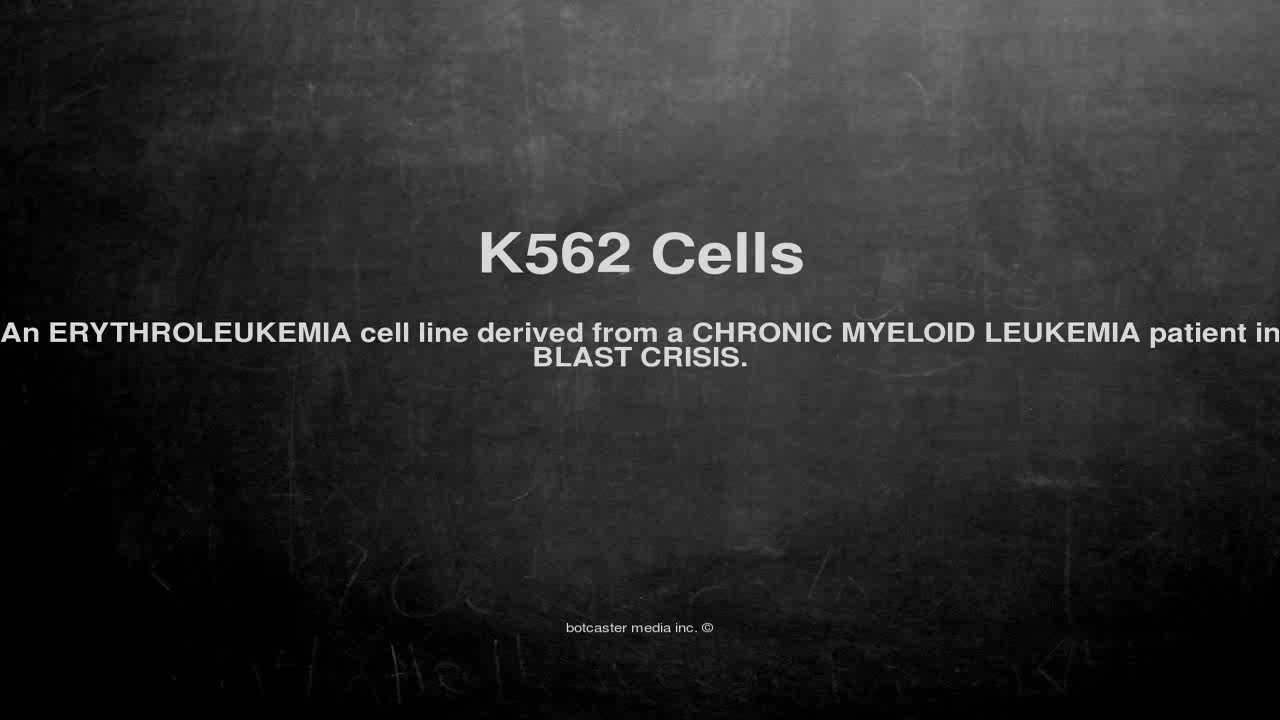 K562 Cells
An ERYTHROLEUKEMIA cell line derived from a CHRONIC MYELOID LEUKEMIA patient in
BLAST CRISIS.
botcaster media inc. ©